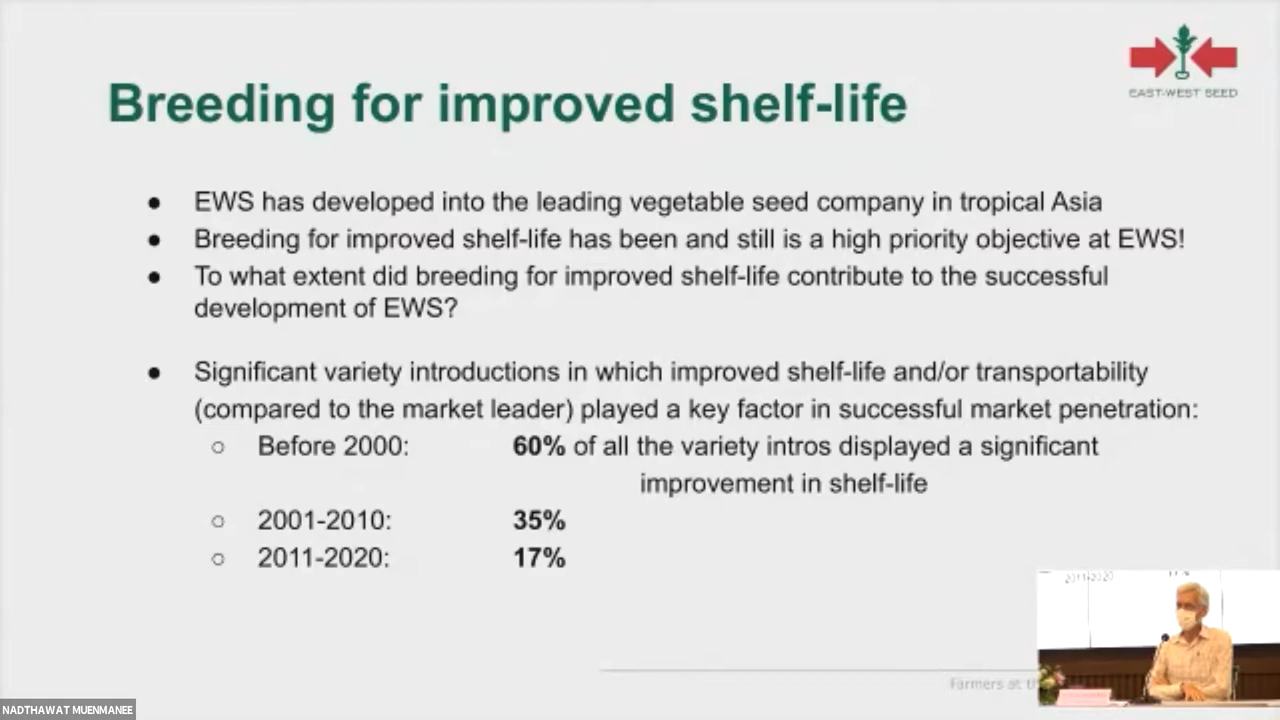 EAST-WEST SEED
Breeding for improved shelf-life
● EWS has developed into the leading vegetable seed company in tropical Asia
● Breeding for improved shelf-life has been and still is a high priority objective at EWS!
● To what extent did breeding for improved shelf-life contribute to the successful
development of EWS?
● Significant variety introductions in which improved shelf-life and/or transportability
(compared to the market leader) played a key factor in successful market penetration:
○ Before 2000: 60% of all the variety intros displayed a significant
improvement in shelf-life
○ 2001-2010: 35%
○ 2011-2020: 17%
2011-2020 17%
Farmers at
NADTHAWAT MUENMANEE